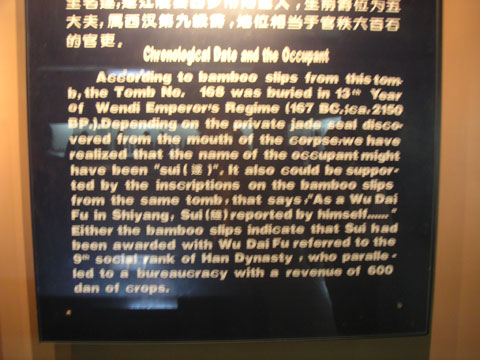 大夫,属西汉第九级爵,地位相当于官秩六百石
的官吏.
Chronological Date and the Occupant
According to bamboo slips from this tom-
b, the Tomb No. 168 was buried in 13th Year
of Wendi Emperor's Regime (167 BC,ca.2150
BP.).Depending on the private jade seal disco-
vered from the mouth of the corpse,we have
realized that the name of the occupant might
have been "sui( )". It also could be suppor-
ted by the inscriptions on the bamboo slips
from the same tomb, that says ,"As a Wu Dai
Fu in Shiyang, Sui( )reported by himself......"
Either the bamboo slips indicate that Sui had
been awarded with Wu Dai Fu referred to the
9th social rank of Han Dynasty , who paralle-
led to a bureaucracy with a revenue of 600
dan of crops.